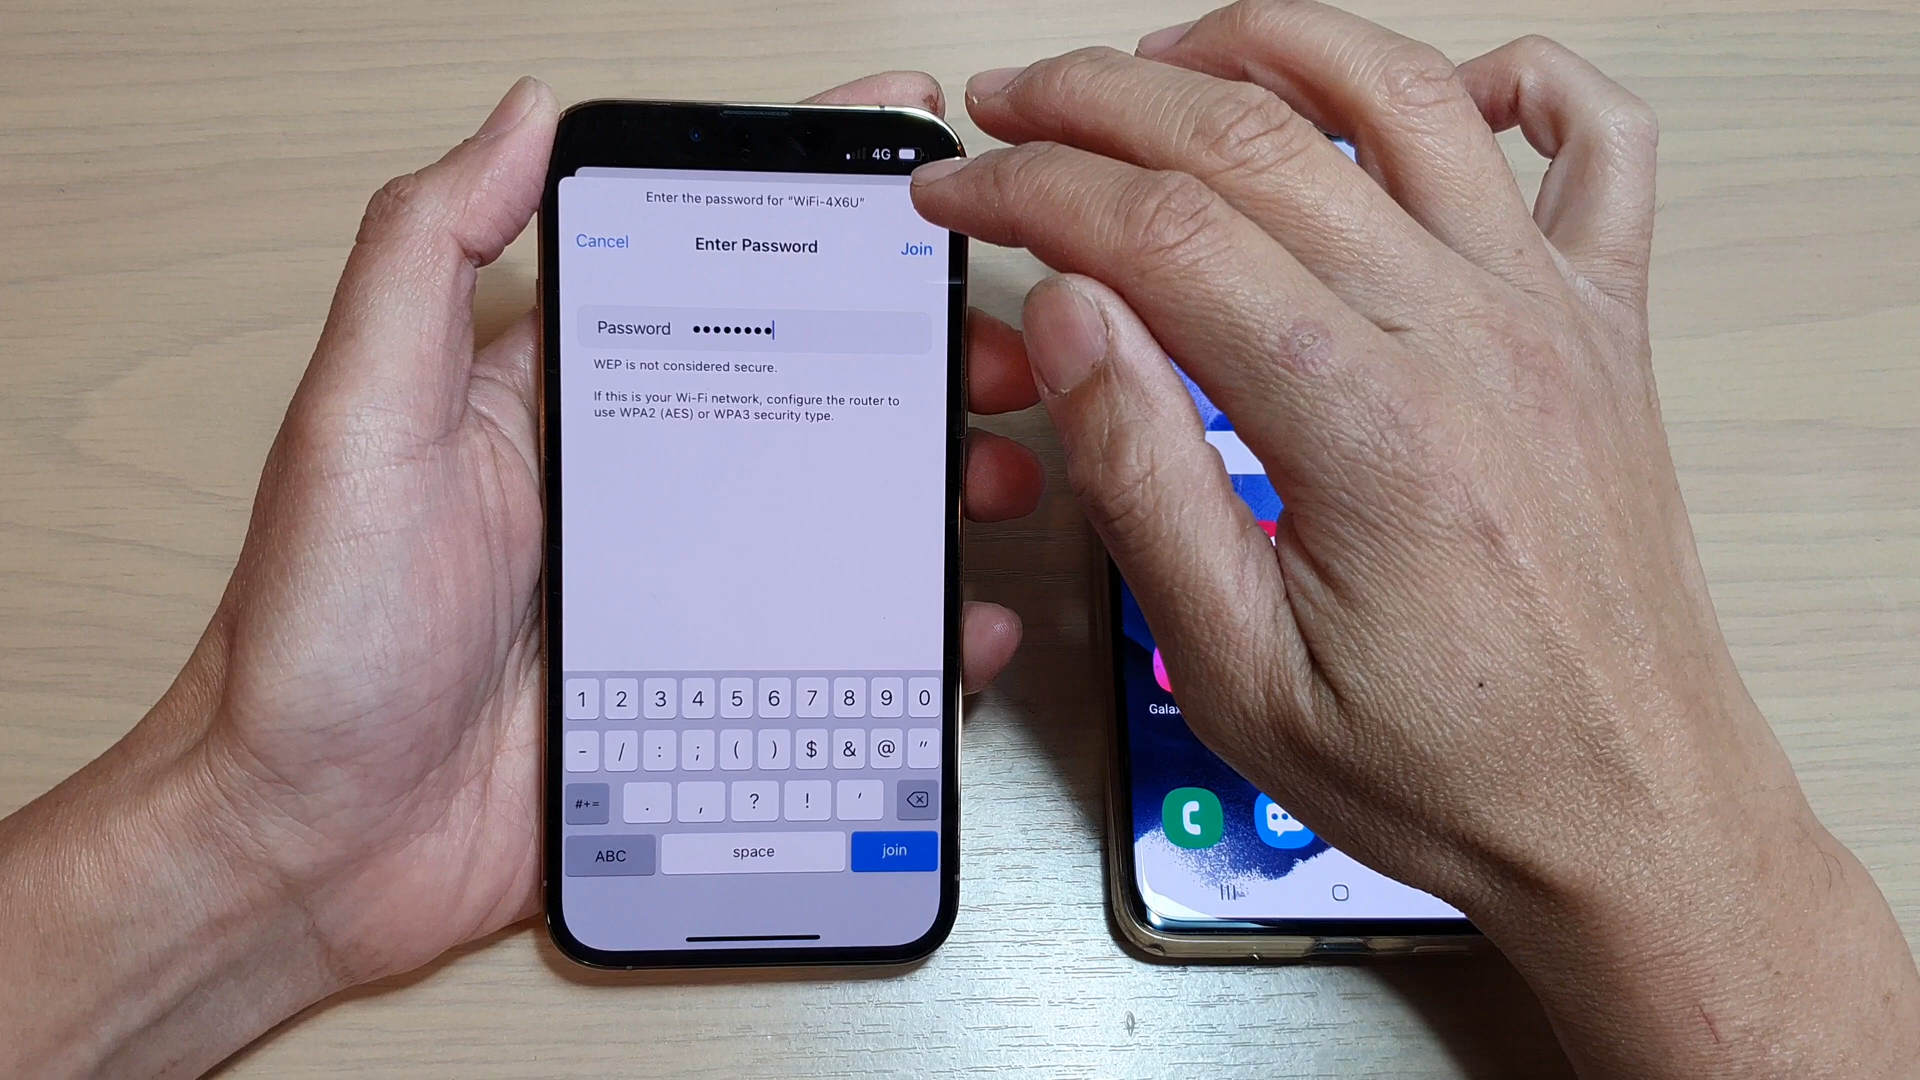 4G
Enter the password for “WiFi-4X6U”
Cancel Enter Password Join
Password ••••••••
WEP is not considered secure.
If this is your Wi-Fi network, configure the router to
use WPA2 (AES) or WPA3 security type.
1 2 3 4 5 6 7 8 9 0
- / : ; ( ) $ & @ "
#+= . , ? ! '
ABC space join